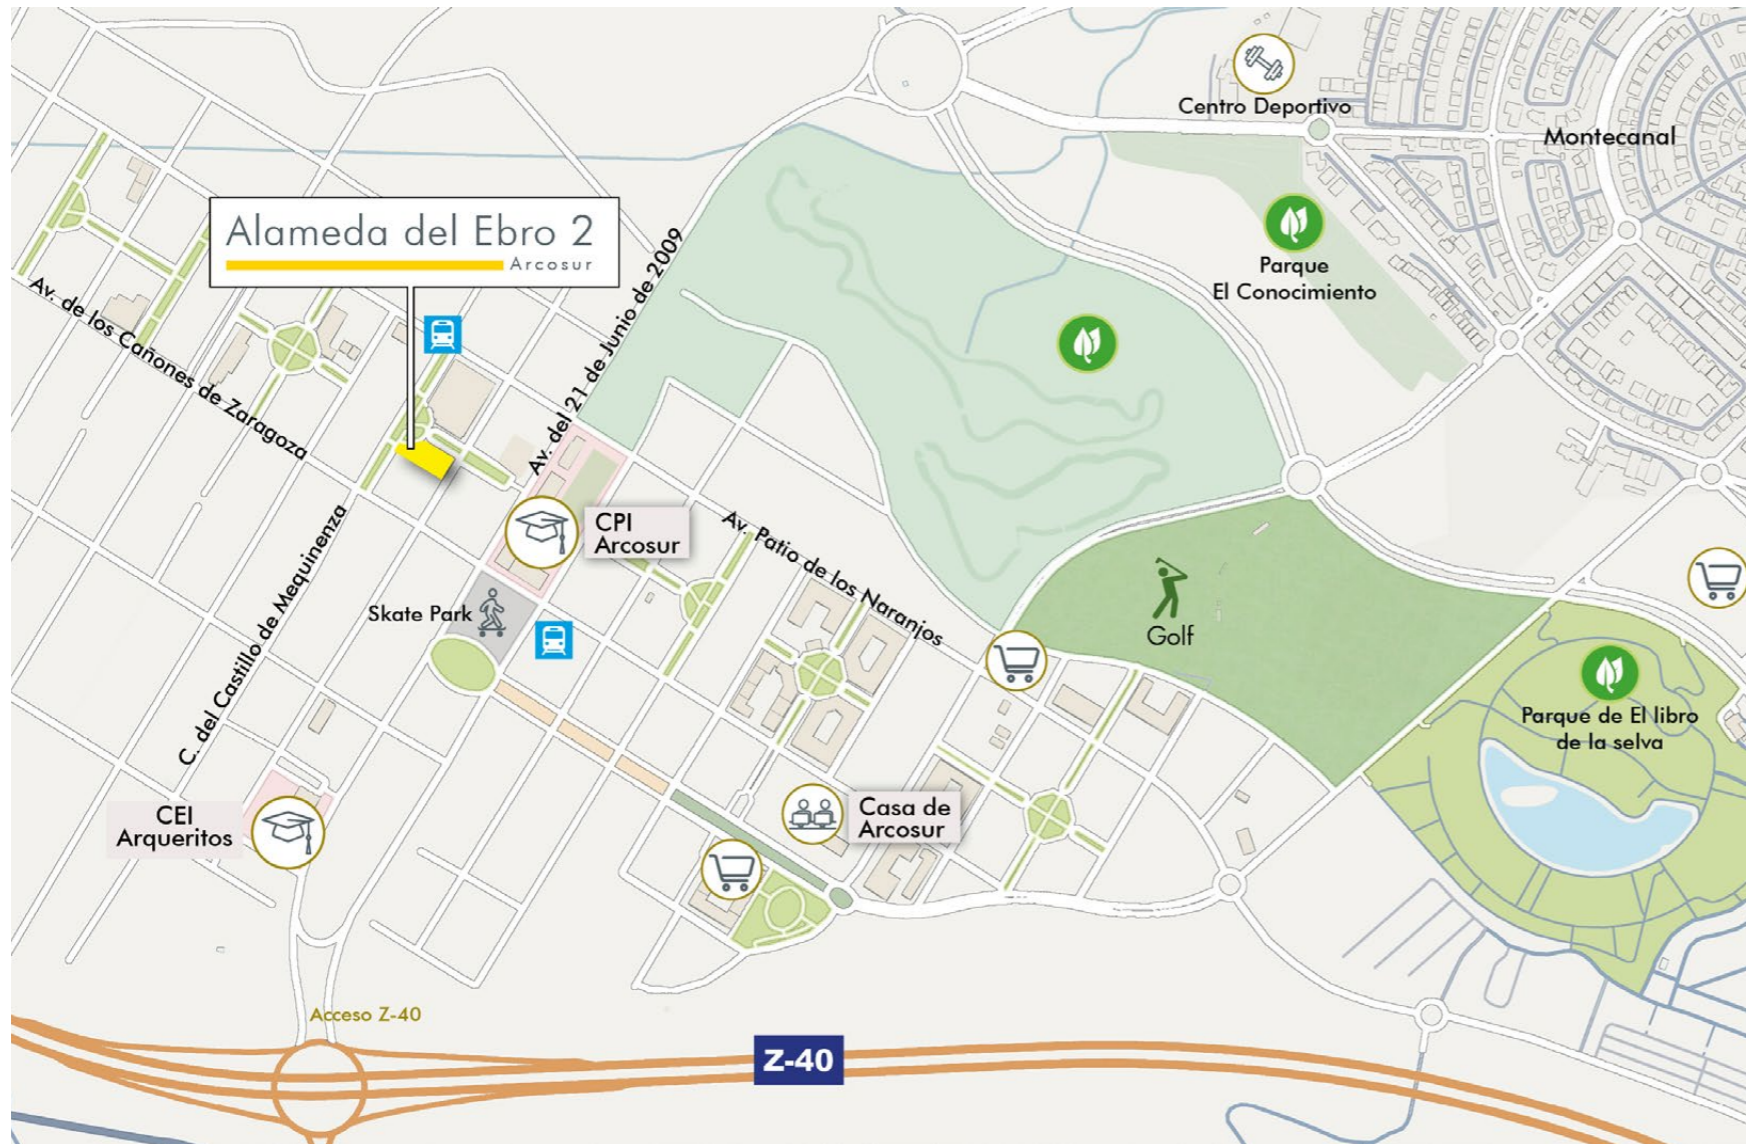 Centro Deportivo
Montecanal
Alameda del Ebro 2
Arcosur
Parque
El Conocimiento
Av. de los Cañones de Zaragoza
Av. del 21 de Junio de 2009
CPI
Arcosur
Av. Patio de los Naranjos
Skate Park
Golf
C. del Castillo de Mequinenza
Parque de El libro
de la selva
CEI
Arqueritos
Casa de
Arcosur
Acceso Z-40
Z-40